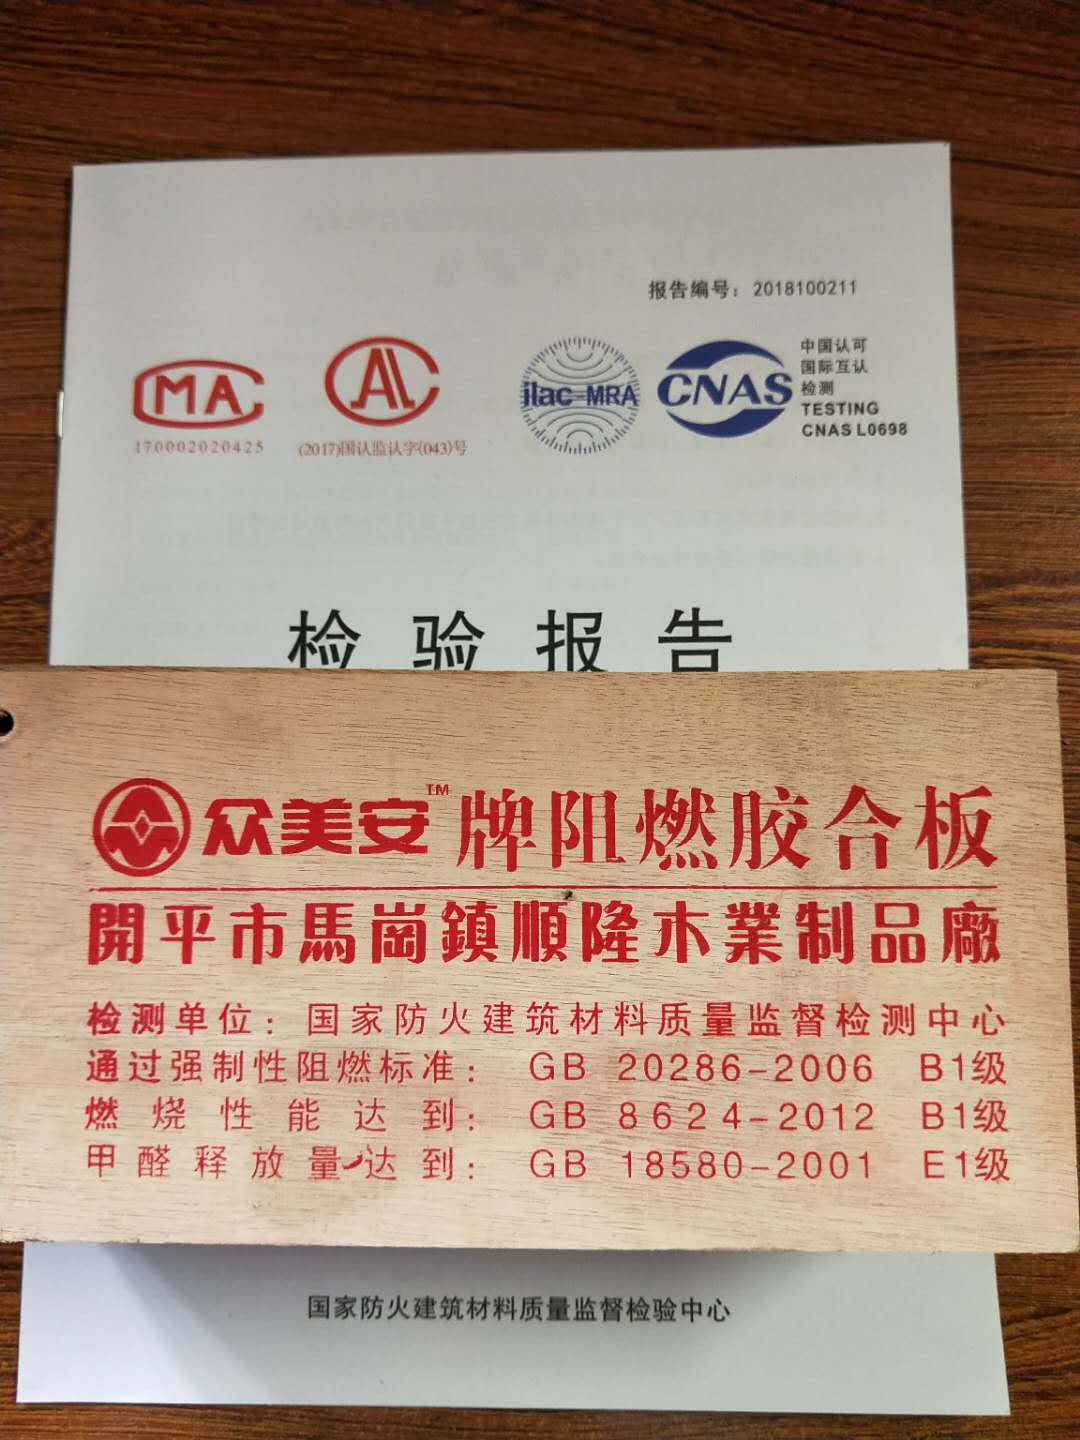 报告编号：2018100211
CMA
170002020425
CAL
(2017)国认监认字(043)号
ilac-MRA
CNAS
中国认可
国际互认
检测
TESTING
CNAS L0698
检验报告
众美安™牌阻燃胶合板
開平市馬崗鎮順隆木業制品廠
检测单位：国家防火建筑材料质量监督检测中心
通过强制性阻燃标准：GB 20286-2006 B1级
燃烧性能达到：GB 8624-2012 B1级
甲醛释放量达到：GB 18580-2001 E1级
国家防火建筑材料质量监督检验中心